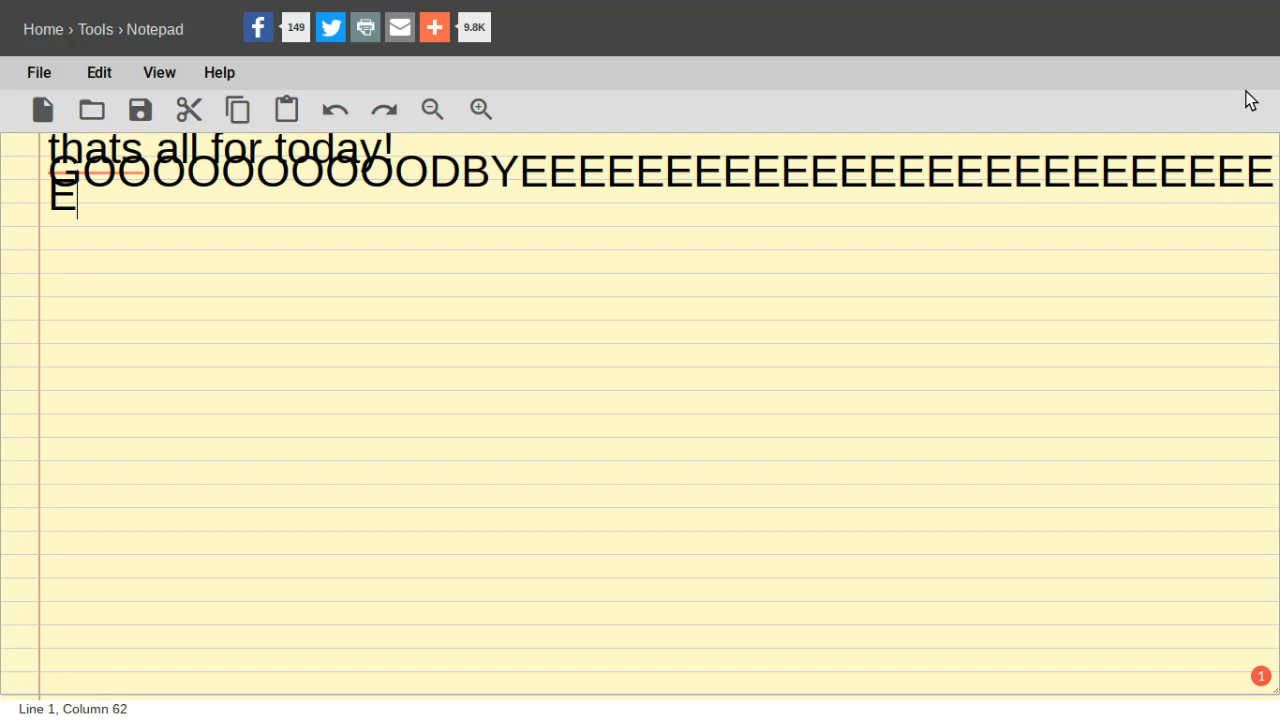 Home › Tools › Notepad
149
9.8K
File Edit View Help
thats all for today!
GOOOOOOOOOODBYEEEEEEEEEEEEEEEEEEEEEEEEEE
E
1
Line 1, Column 62